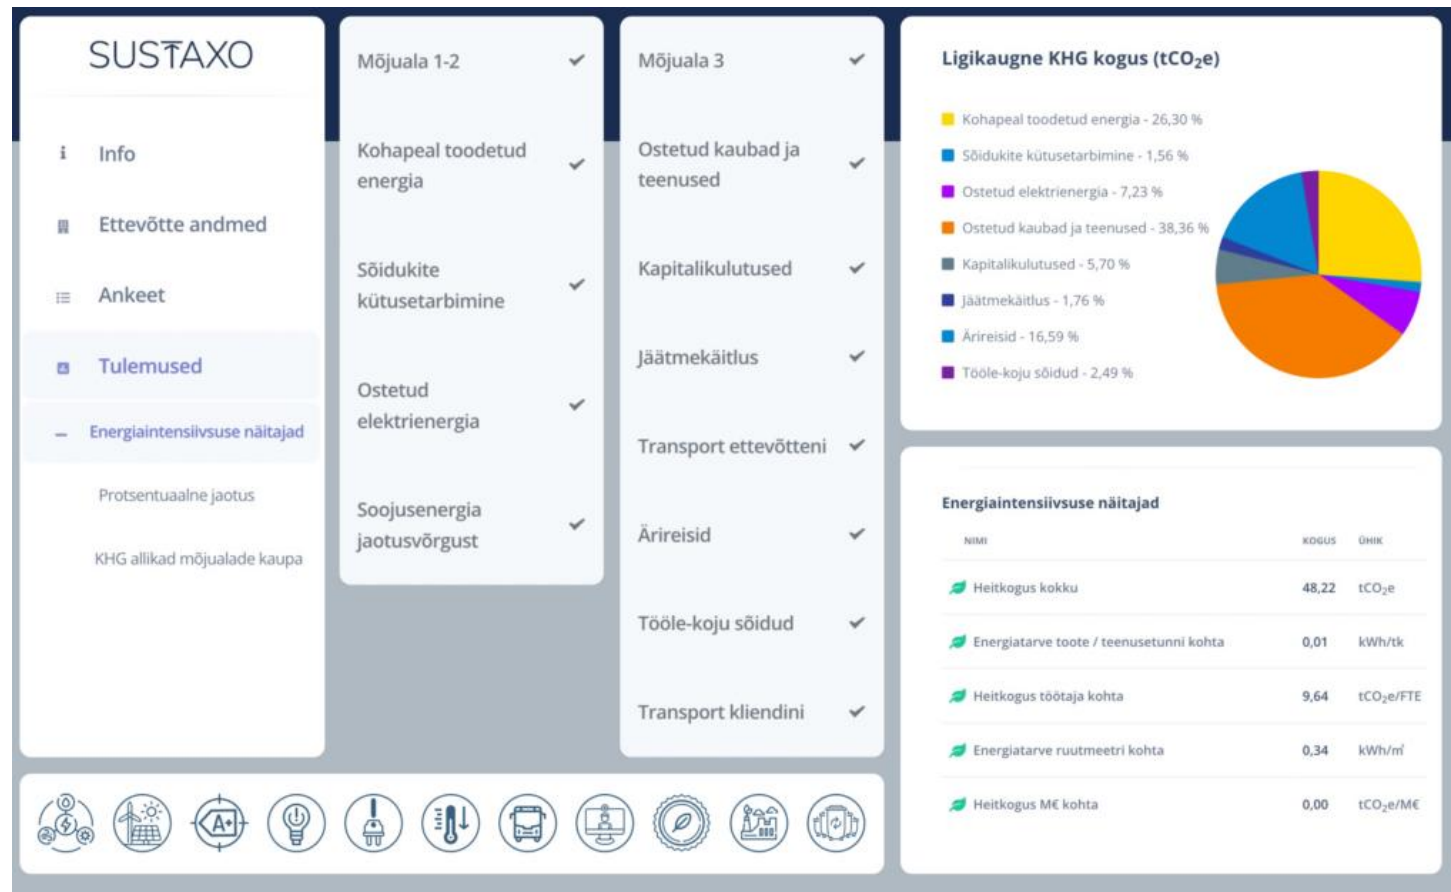 SUSTAXO
Info
Ettevõtte andmed
Ankeet
Tulemused
Energiaintensiivsuse näitajad
Protsentuaalne jaotus
KHG allikad mõjualade kaupa
Mõjuala 1-2
Kohapeal toodetud
energia
Sõidukite
kütusetarbimine
Ostetud
elektrienergia
Soojusenergia
jaotusvõrgust
Mõjuala 3
Ostetud kaubad ja
teenused
Kapitalikulutused
Jäätmekäitlus
Transport ettevõtteni
Ärireisid
Tööle-koju sõidud
Transport kliendini
Ligikaugne KHG kogus (tCO₂e)
Kohapeal toodetud energia - 26,30 %
Sõidukite kütusetarbimine - 1,56 %
Ostetud elektrienergia - 7,23 %
Ostetud kaubad ja teenused - 38,36 %
Kapitalikulutused - 5,70 %
Jäätmekäitlus - 1,76 %
Ärireisid - 16,59 %
Tööle-koju sõidud - 2,49 %
Energiaintensiivsuse näitajad
NIMI KOGUS ÜHIK
Heitkogus kokku 48,22 tCO₂e
Energiatarve toote / teenusetunni kohta 0,01 kWh/tk
Heitkogus töötaja kohta 9,64 tCO₂e/FTE
Energiatarve ruutmeetri kohta 0,34 kWh/m²
Heitkogus M€ kohta 0,00 tCO₂e/M€
A+